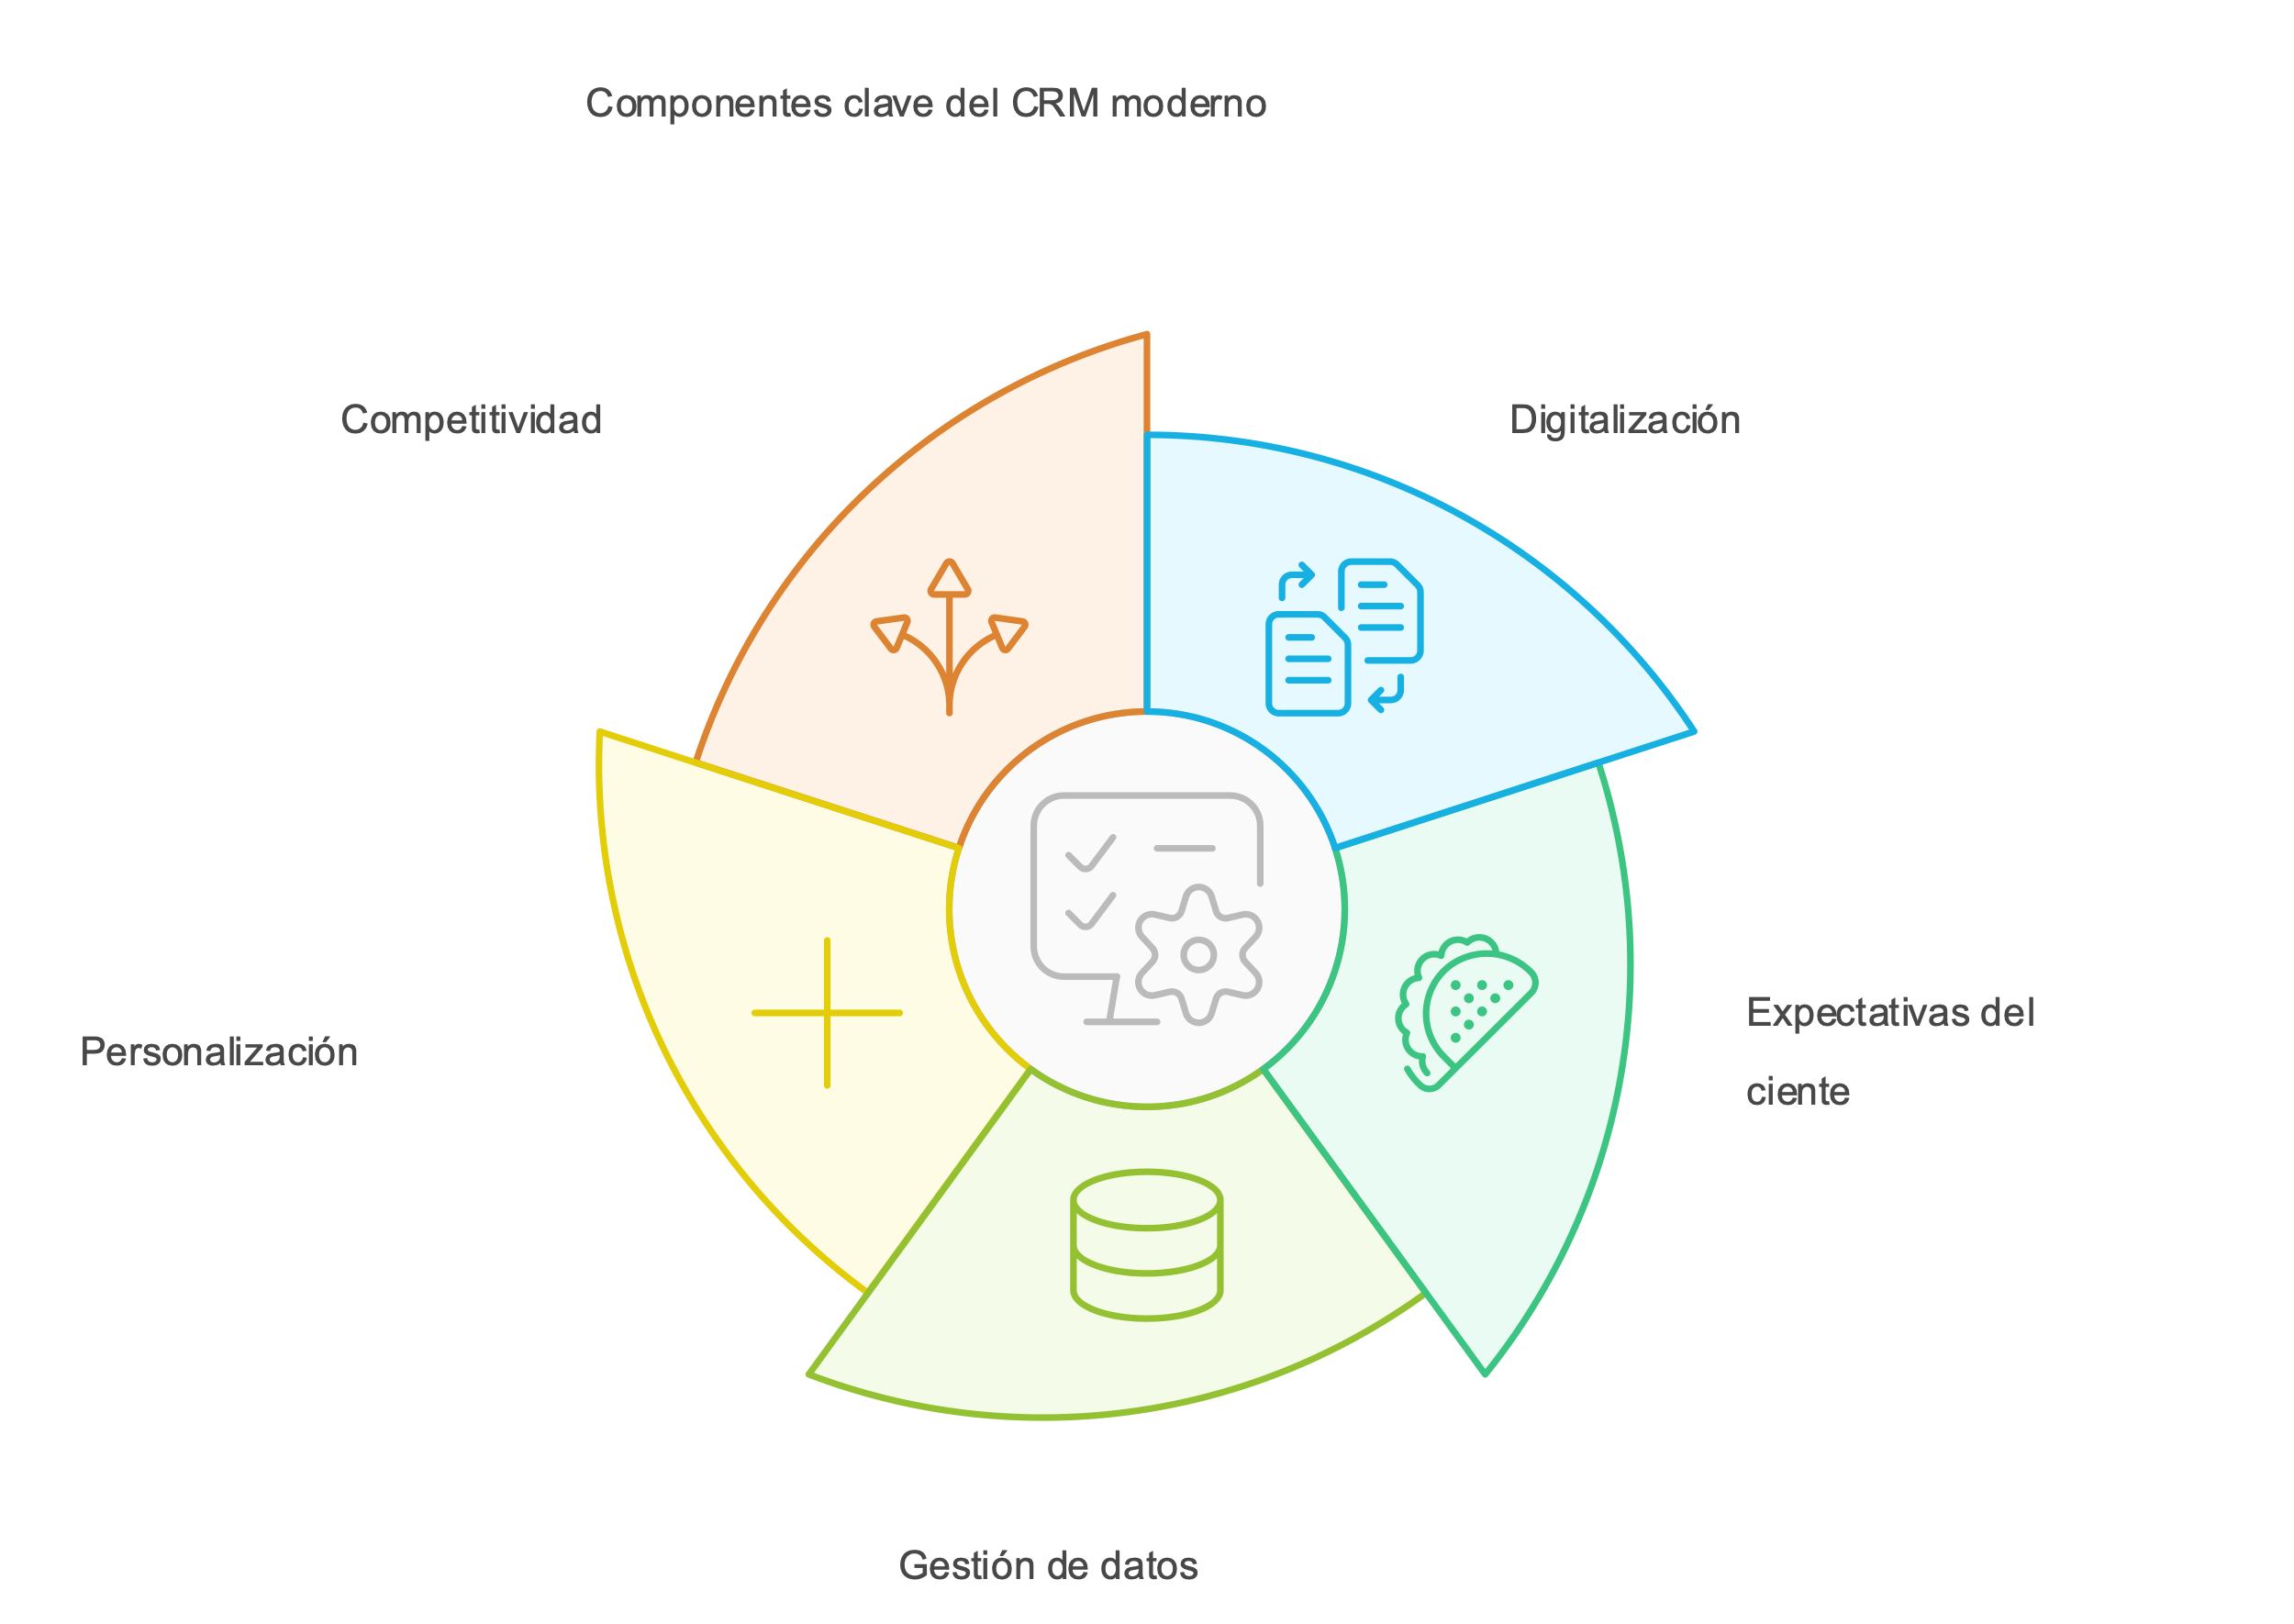 Componentes clave del CRM moderno
Competitividad
Digitalización
Expectativas del
ciente
Personalización
Gestión de datos